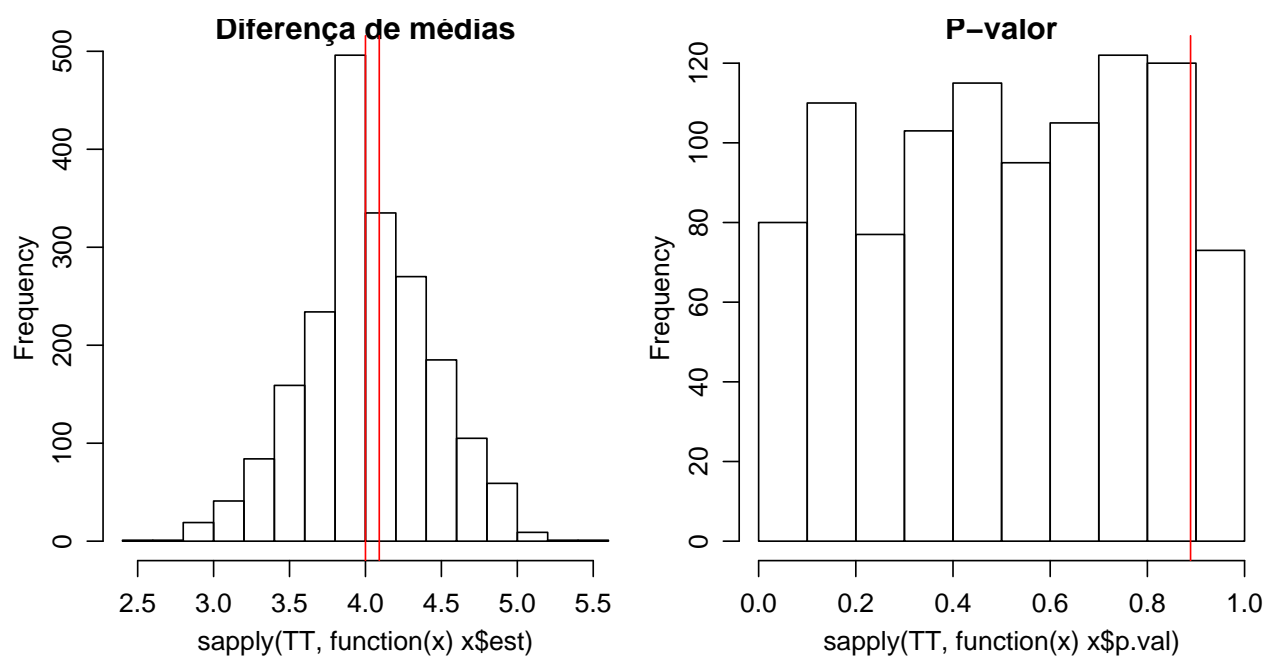 Diferença de médias
Frequency
0
100
200
300
400
500
2.5 3.0 3.5 4.0 4.5 5.0 5.5
sapply(TT, function(x) x$est)
P−valor
Frequency
0
20
40
60
80
100
120
0.0 0.2 0.4 0.6 0.8 1.0
sapply(TT, function(x) x$p.val)